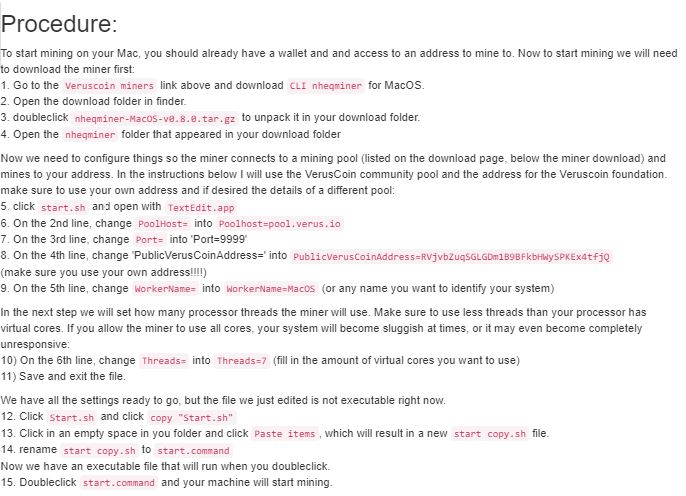 Procedure:
To start mining on your Mac, you should already have a wallet and and access to an address to mine to. Now to start mining we will need
to download the miner first:
1. Go to the Veruscoin miners link above and download CLI nheqminer for MacOS.
2. Open the download folder in finder.
3. doubleclick nheqminer-MacOS-v0.8.0.tar.gz to unpack it in your download folder.
4. Open the nheqminer folder that appeared in your download folder
Now we need to configure things so the miner connects to a mining pool (listed on the download page, below the miner download) and
mines to your address. In the instructions below I will use the VerusCoin community pool and the address for the Veruscoin foundation.
make sure to use your own address and if desired the details of a different pool:
5. click start.sh and open with TextEdit.app
6. On the 2nd line, change PoolHost= into Poolhost=pool.verus.io
7. On the 3rd line, change Port= into 'Port=9999'
8. On the 4th line, change 'PublicVerusCoinAddress=' into PublicVerusCoinAddress=RVjvbZuqSGLGDm1B9BFkbHWySPKEx4tfjQ
(make sure you use your own address!!!!)
9. On the 5th line, change WorkerName= into WorkerName=MacOS (or any name you want to identify your system)
In the next step we will set how many processor threads the miner will use. Make sure to use less threads than your processor has
virtual cores. If you allow the miner to use all cores, your system will become sluggish at times, or it may even become completely
unresponsive:
10) On the 6th line, change Threads= into Threads=7 (fill in the amount of virtual cores you want to use)
11) Save and exit the file.
We have all the settings ready to go, but the file we just edited is not executable right now.
12. Click Start.sh and click copy "Start.sh"
13. Click in an empty space in you folder and click Paste items , which will result in a new start copy.sh file.
14. rename start copy.sh to start.command
Now we have an executable file that will run when you doubleclick.
15. Doubleclick start.command and your machine will start mining.